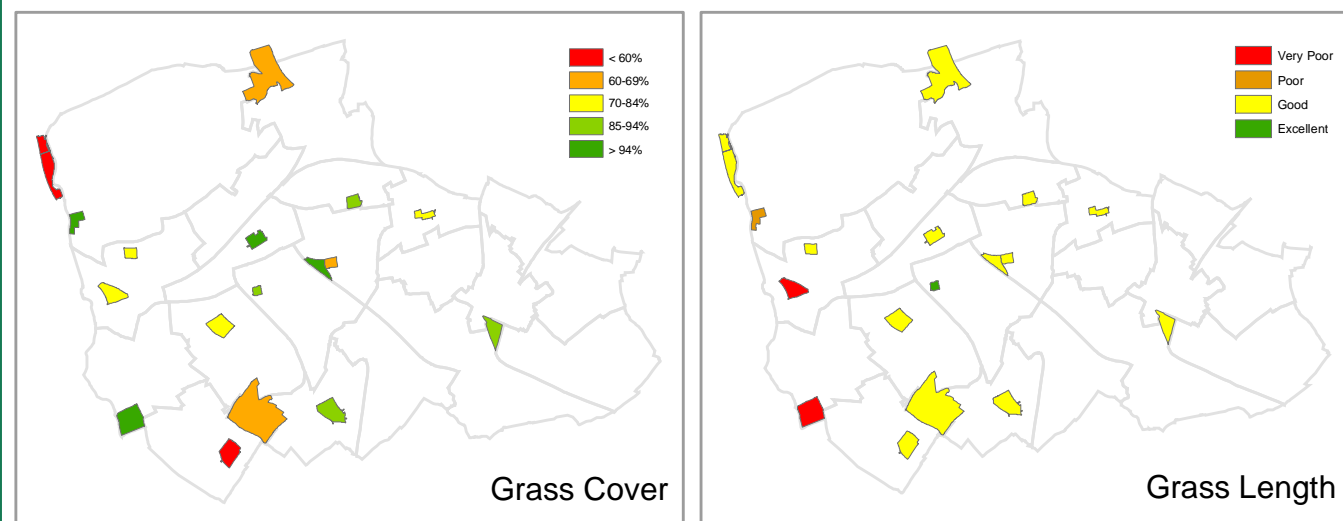 < 60%
60-69%
70-84%
85-94%
> 94%
Grass Cover
Very Poor
Poor
Good
Excellent
Grass Length